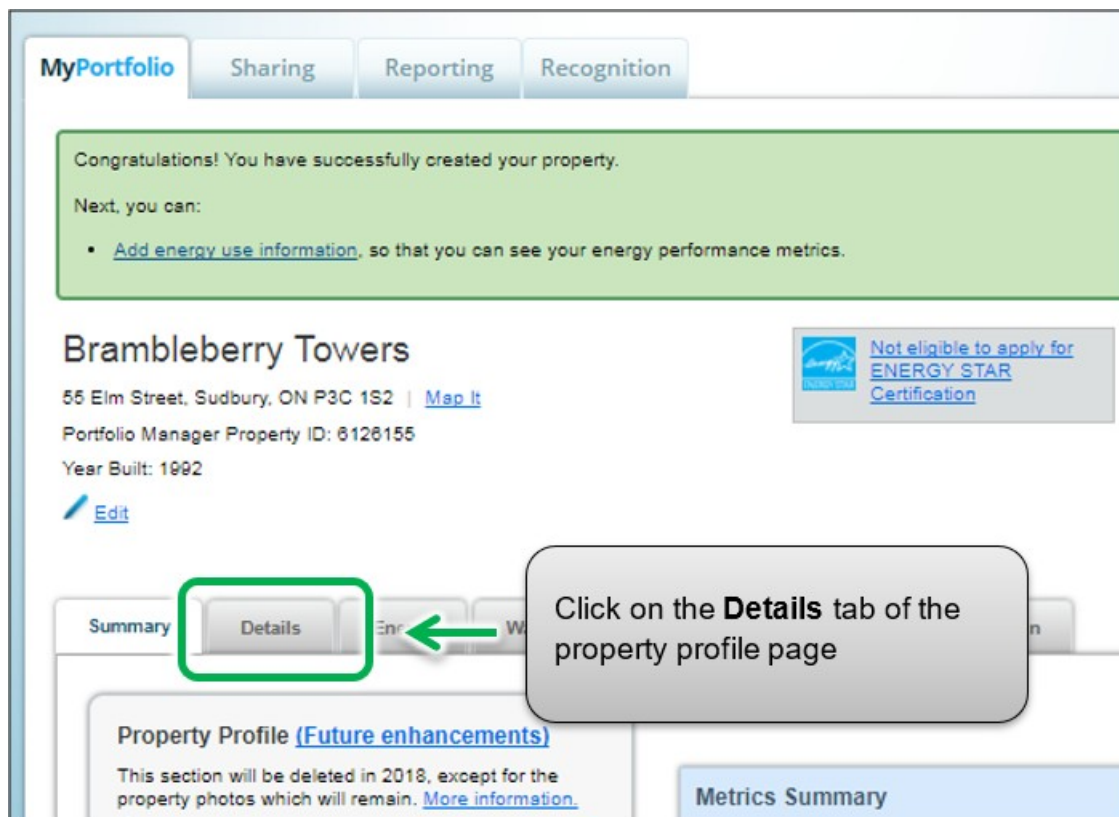 MyPortfolio Sharing Reporting Recognition
Congratulations! You have successfully created your property.
Next, you can:
• Add energy use information, so that you can see your energy performance metrics.
Brambleberry Towers
55 Elm Street, Sudbury, ON P3C 1S2 | Map It
Portfolio Manager Property ID: 6126155
Year Built: 1992
Edit
Not eligible to apply for
ENERGY STAR
Certification
ENERGY STAR
Summary Details
Click on the Details tab of the
property profile page
Property Profile (Future enhancements)
This section will be deleted in 2018, except for the
property photos which will remain. More information.
Metrics Summary